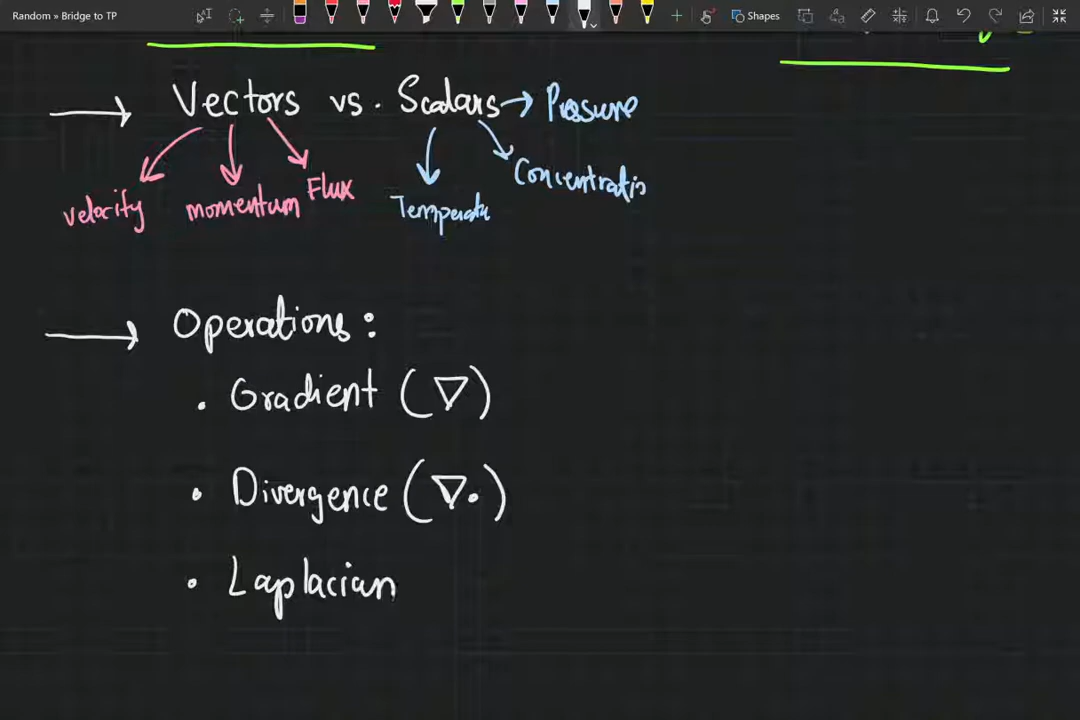 Random » Bridge to TP
Shapes
Vectors vs. Scalars → Pressure
velocity momentum Flux Temperatu Concentratio
Operations:
. Gradient (∇)
. Divergence (∇•)
. Laplacian